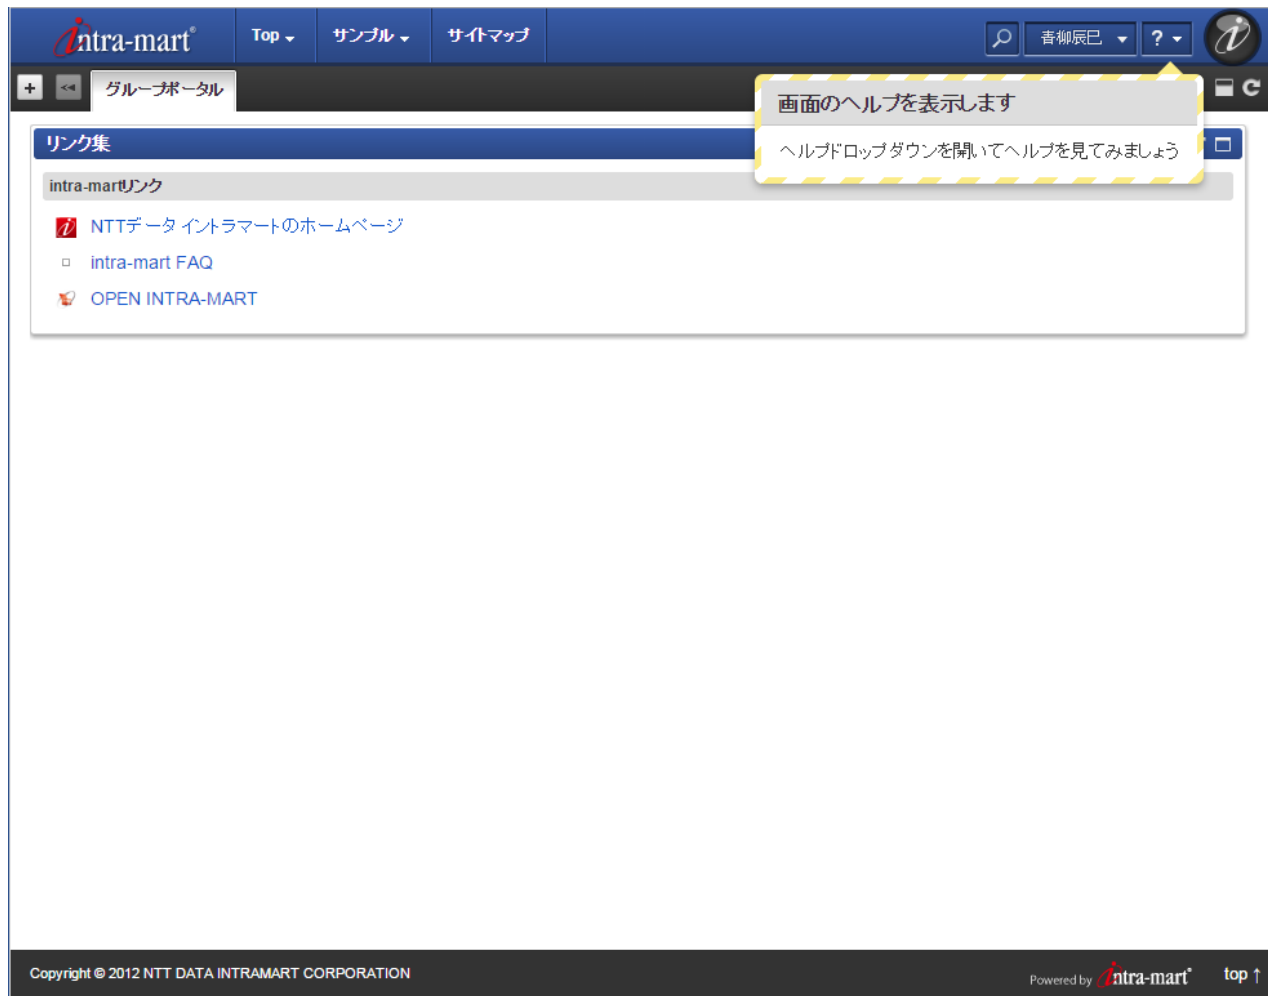 intra-mart® Top サンプル サイトマップ 青柳辰巳 ?
グループポータル
画面のヘルプを表示します
ヘルプドロップダウンを開いてヘルプを見てみましょう
リンク集
intra-martリンク
NTTデータ イントラマートのホームページ
intra-mart FAQ
OPEN INTRA-MART
Copyright © 2012 NTT DATA INTRAMART CORPORATION
Powered by intra-mart® top ↑